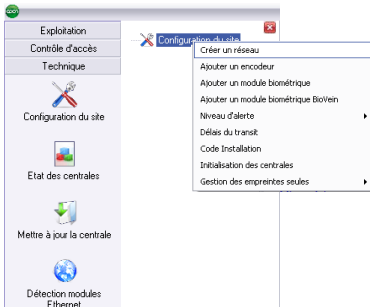 Exploitation
Contrôle d'accès
Technique
Configuration du site
Etat des centrales
Mettre à jour la centrale
Détection modules
Ethernet
Configuration du site
Créer un réseau
Ajouter un encodeur
Ajouter un module biométrique
Ajouter un module biométrique BioVein
Niveau d'alerte
Délais du transit
Code Installation
Initialisation des centrales
Gestion des empreintes seules